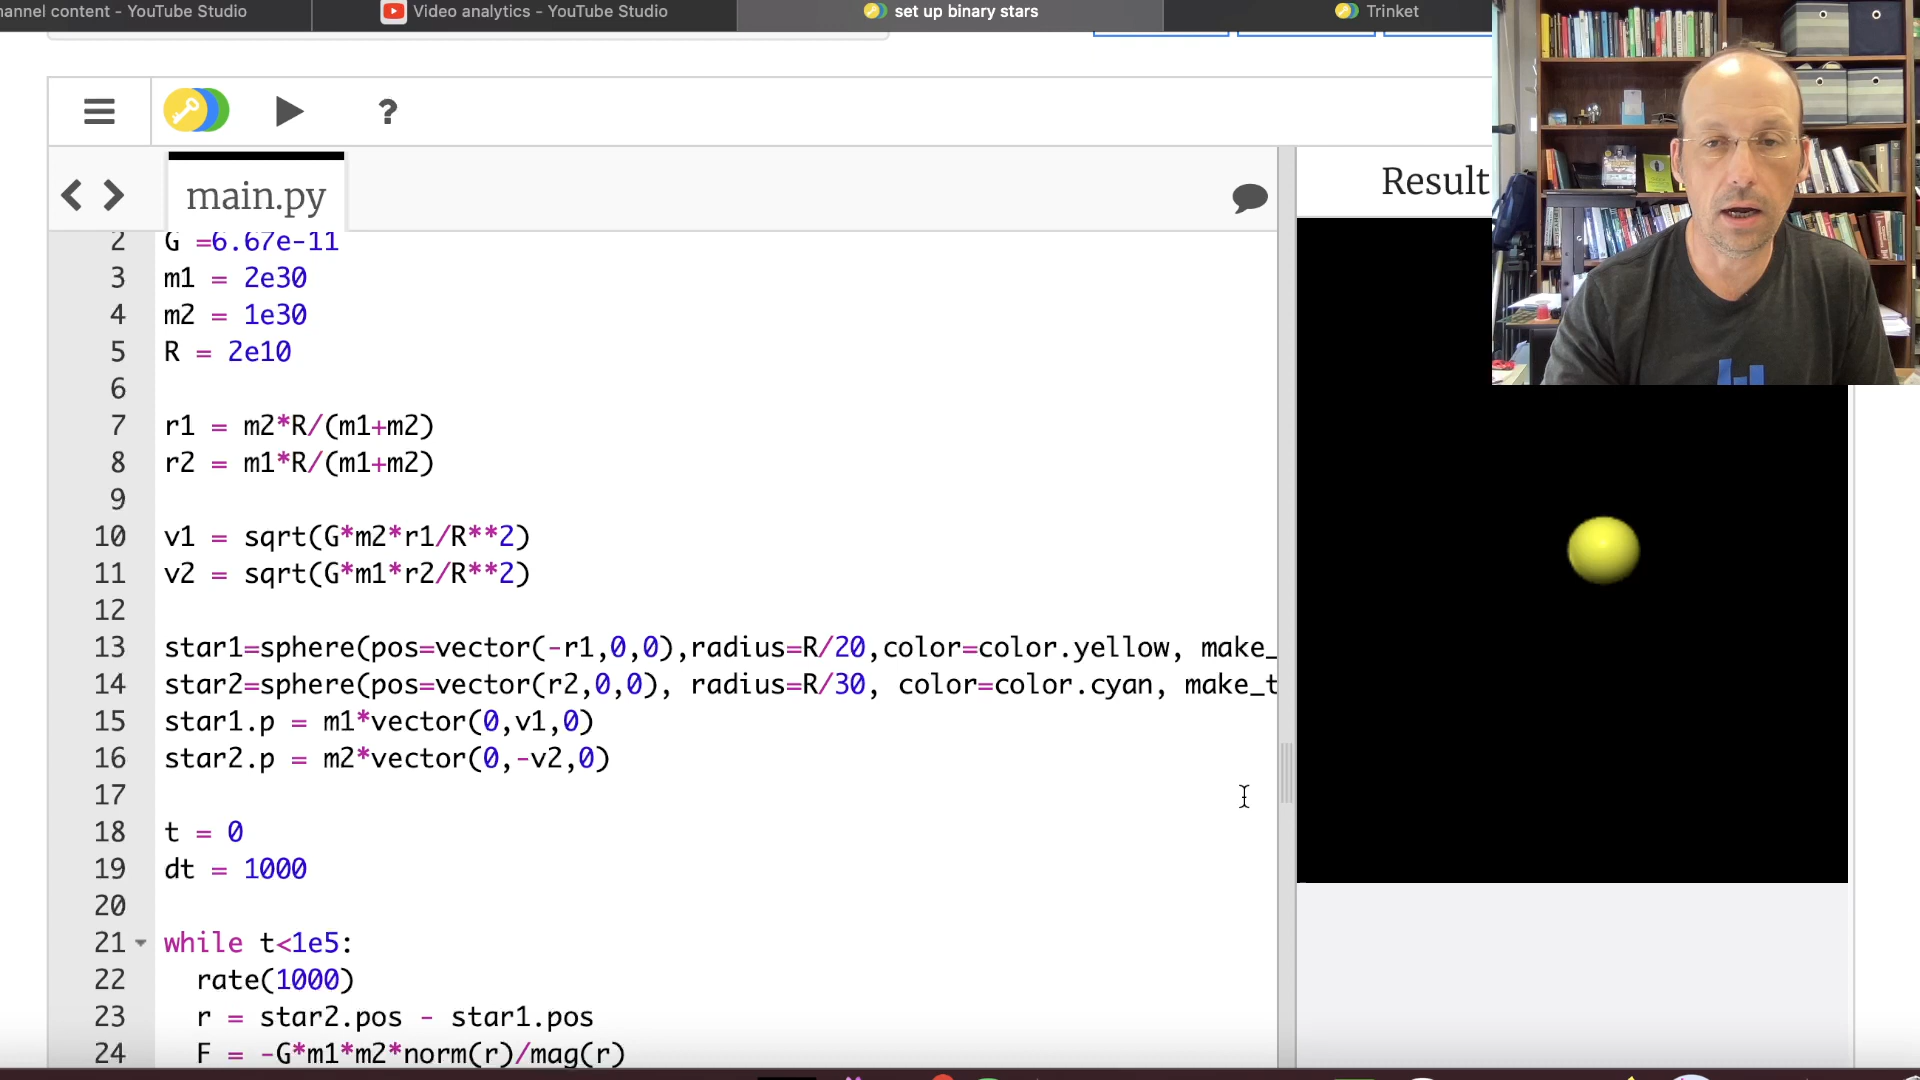 annel content - YouTube Studio
Video analytics - YouTube Studio
set up binary stars
Trinket
?
main.py
Result
2 G =6.67e-11
3 m1 = 2e30
4 m2 = 1e30
5 R = 2e10
6
7 r1 = m2*R/(m1+m2)
8 r2 = m1*R/(m1+m2)
9
10 v1 = sqrt(G*m2*r1/R**2)
11 v2 = sqrt(G*m1*r2/R**2)
12
13 star1=sphere(pos=vector(-r1,0,0),radius=R/20,color=color.yellow, make_
14 star2=sphere(pos=vector(r2,0,0), radius=R/30, color=color.cyan, make_t
15 star1.p = m1*vector(0,v1,0)
16 star2.p = m2*vector(0,-v2,0)
17
18 t = 0
19 dt = 1000
20
21 while t<1e5:
22 rate(1000)
23 r = star2.pos - star1.pos
24 F = -G*m1*m2*norm(r)/mag(r)